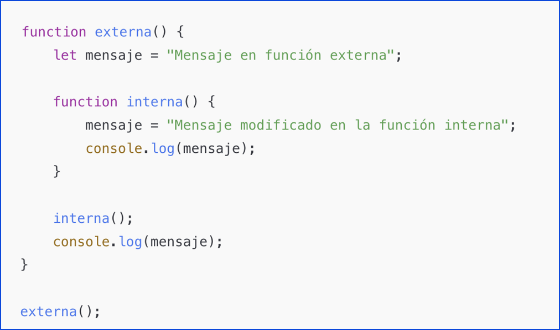 function externa() {
    let mensaje = "Mensaje en función externa";

    function interna() {
        mensaje = "Mensaje modificado en la función interna";
        console.log(mensaje);
    }

    interna();
    console.log(mensaje);
}

externa();